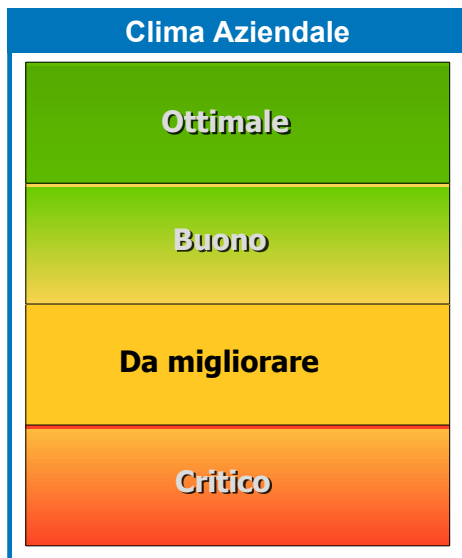 Clima Aziendale
Ottimale
Buono
Da migliorare
Critico